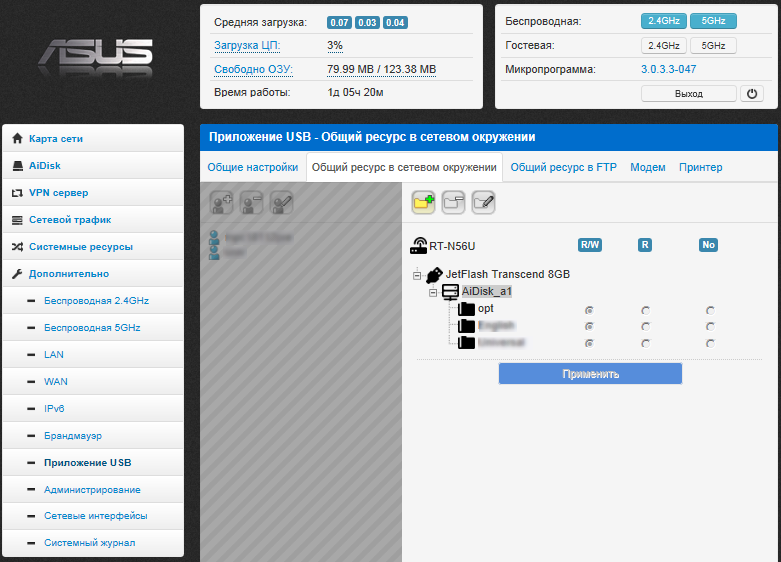 ASUS
Средняя загрузка: 0.07 0.03 0.04
Загрузка ЦП: 3%
Свободно ОЗУ: 79.99 MB / 123.38 MB
Время работы: 1д 05ч 20м
Беспроводная: 2.4GHz 5GHz
Гостевая: 2.4GHz 5GHz
Микропрограмма: 3.0.3.3-047
Выход
Карта сети
AiDisk
VPN сервер
Сетевой трафик
Системные ресурсы
Дополнительно
Беспроводная 2.4GHz
Беспроводная 5GHz
LAN
WAN
IPv6
Брандмауэр
Приложение USB
Администрирование
Сетевые интерфейсы
Системный журнал
Приложение USB - Общий ресурс в сетевом окружении
Общие настройки Общий ресурс в сетевом окружении Общий ресурс в FTP Модем Принтер
RT-N56U R/W R No
JetFlash Transcend 8GB
AiDisk_a1
opt
English
Universal
Применить